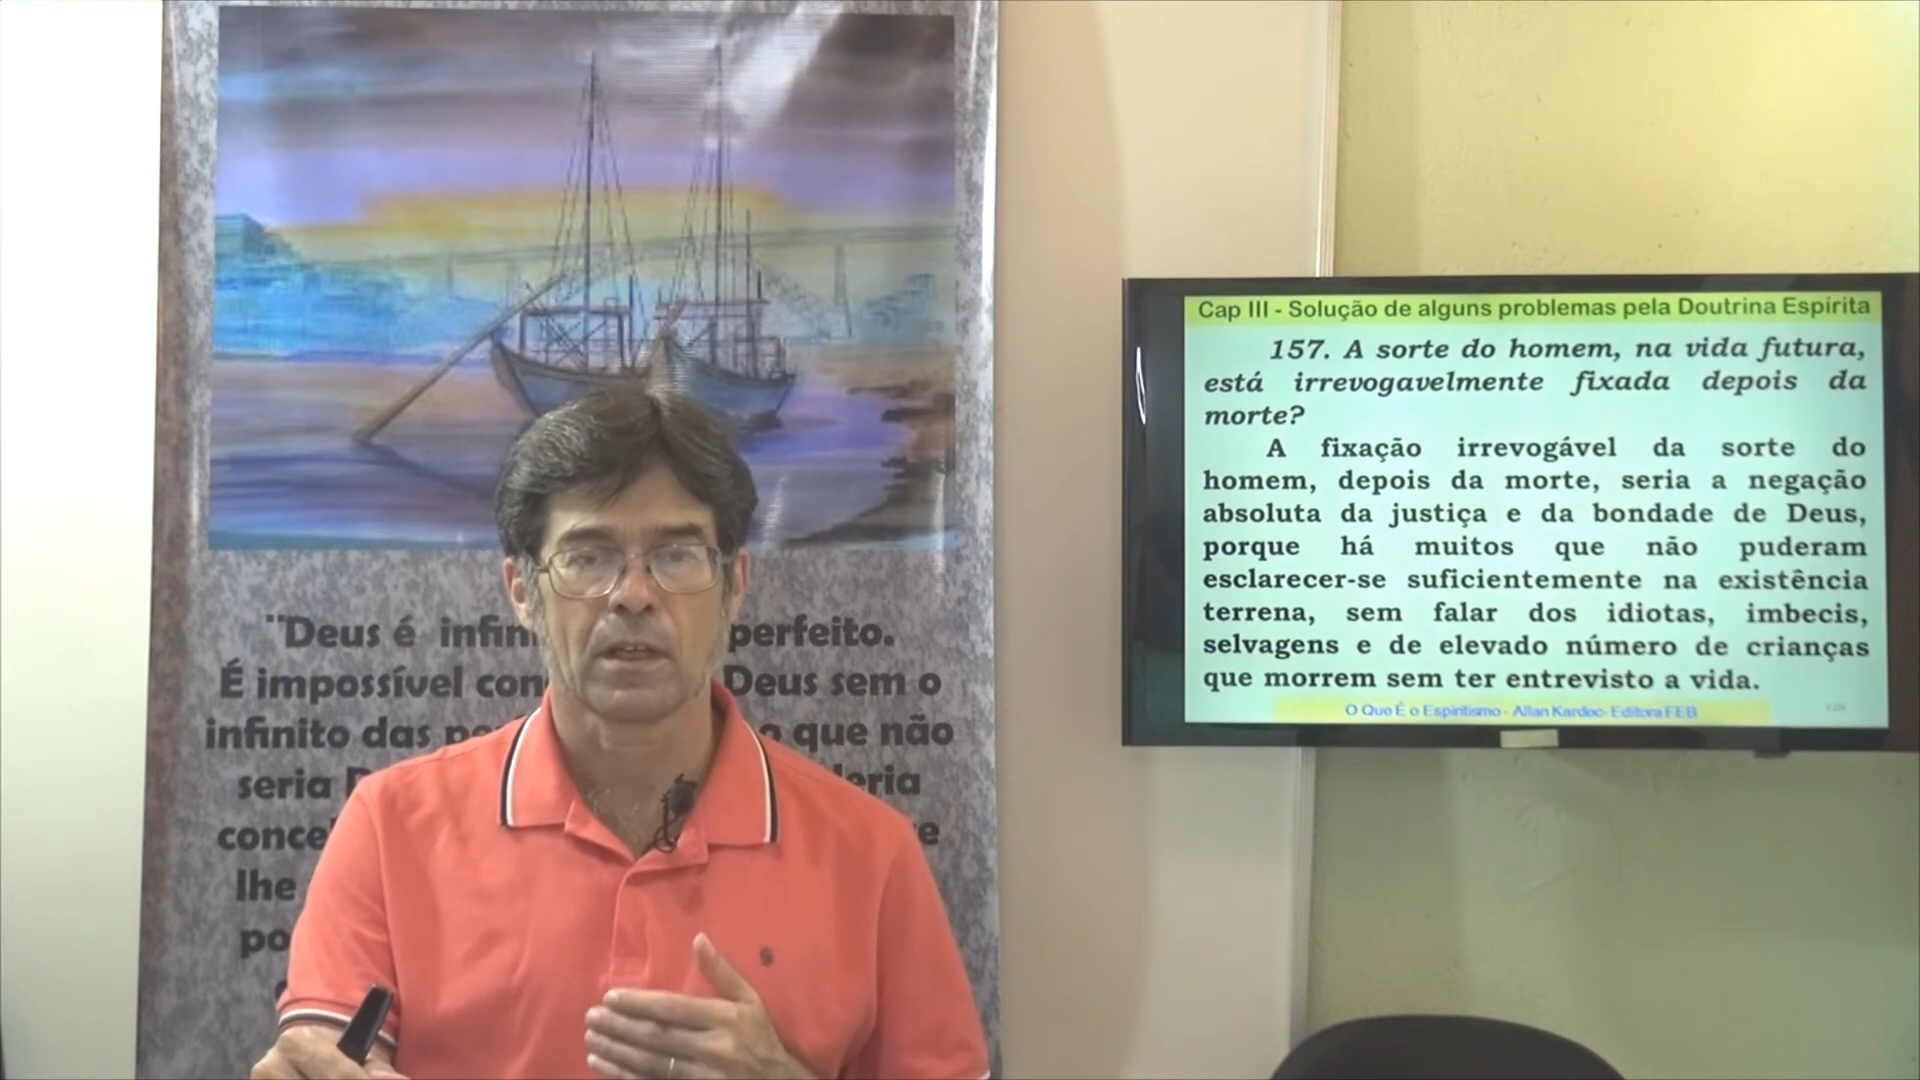 ¨Deus é infin perfeito.
É impossível con Deus sem o
infinito das pe o que não
seria eria
conce e
lhe
po
Cap III - Solução de alguns problemas pela Doutrina Espírita
157. A sorte do homem, na vida futura,
está irrevogavelmente fixada depois da
morte?
A fixação irrevogável da sorte do
homem, depois da morte, seria a negação
absoluta da justiça e da bondade de Deus,
porque há muitos que não puderam
esclarecer-se suficientemente na existência
terrena, sem falar dos idiotas, imbecis,
selvagens e de elevado número de crianças
que morrem sem ter entrevisto a vida.
O Que É o Espiritismo - Allan Kardec- Editora FEB